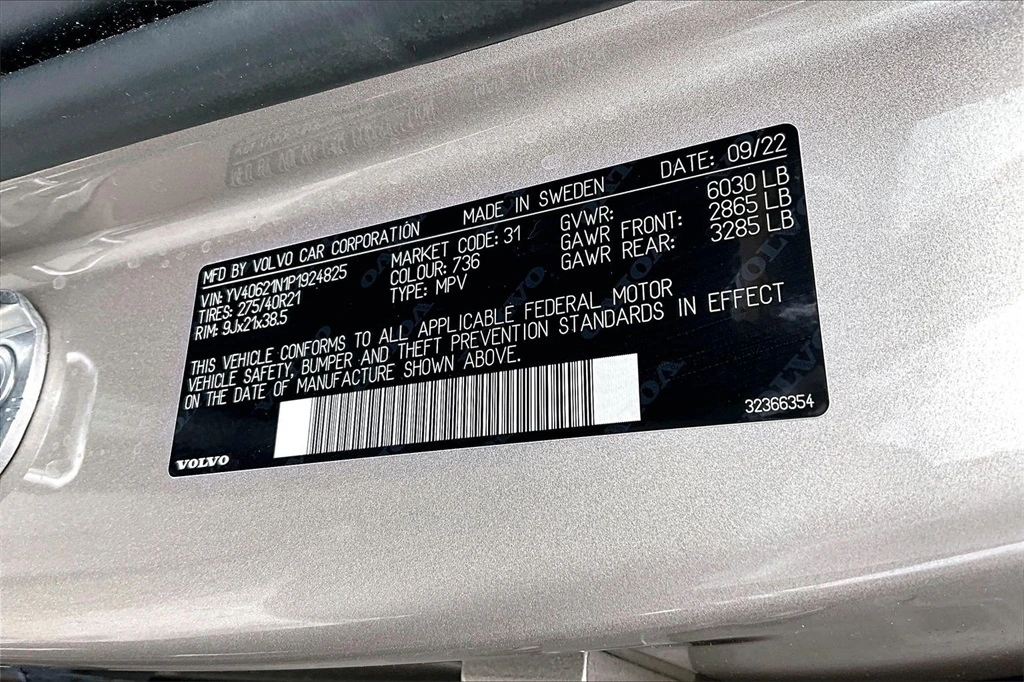 MFD BY VOLVO CAR CORPORATION MADE IN SWEDEN DATE: 09/22
VIN: YV40621N1P1924825 MARKET CODE: 31 GVWR: 6030 LB
TIRES: 275/40R21 COLOUR: 736 GAWR FRONT: 2865 LB
RIM: 9Jx21x38.5 TYPE: MPV GAWR REAR: 3285 LB
THIS VEHICLE CONFORMS TO ALL APPLICABLE FEDERAL MOTOR
VEHICLE SAFETY, BUMPER AND THEFT PREVENTION STANDARDS IN EFFECT
ON THE DATE OF MANUFACTURE SHOWN ABOVE.
VOLVO 32366354